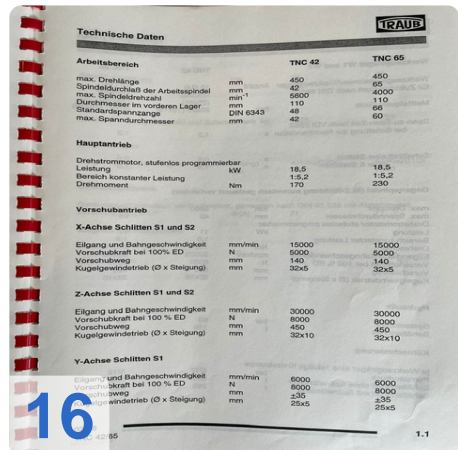 Technische Daten
TRAUB
Arbeitsbereich TNC 42 TNC 65
max. Drehlänge mm 450 450
Spindeldurchlaß der Arbeitsspindel mm 42 65
max. Spindeldrehzahl min⁻¹ 5600 4000
Durchmesser im vorderen Lager mm 110 110
Standardspannzange DIN 6343 48 66
max. Spanndurchmesser mm 42 60
Hauptantrieb
Drehstrommotor, stufenlos programmierbar
Leistung kW 18,5 18,5
Bereich konstanter Leistung 1:5,2 1:5,2
Drehmoment Nm 170 230
Vorschubantrieb
X-Achse Schlitten S1 und S2
Eilgang und Bahngeschwindigkeit mm/min 15000 15000
Vorschubkraft bei 100% ED N 5000 5000
Vorschubweg mm 140 140
Kugelgewindetrieb (Ø x Steigung) mm 32x5 32x5
Z-Achse Schlitten S1 und S2
Eilgang und Bahngeschwindigkeit mm/min 30000 30000
Vorschubkraft bei 100 % ED N 8000 8000
Vorschubweg mm 450 450
Kugelgewindetrieb (Ø x Steigung) mm 32x10 32x10
Y-Achse Schlitten S1
Eilgang und Bahngeschwindigkeit mm/min 6000 6000
Vorschubkraft bei 100 % ED N 8000 8000
Vorschubweg mm ±35 ±35
(Ø x Steigung) mm 25x5 25x5
16
1.1